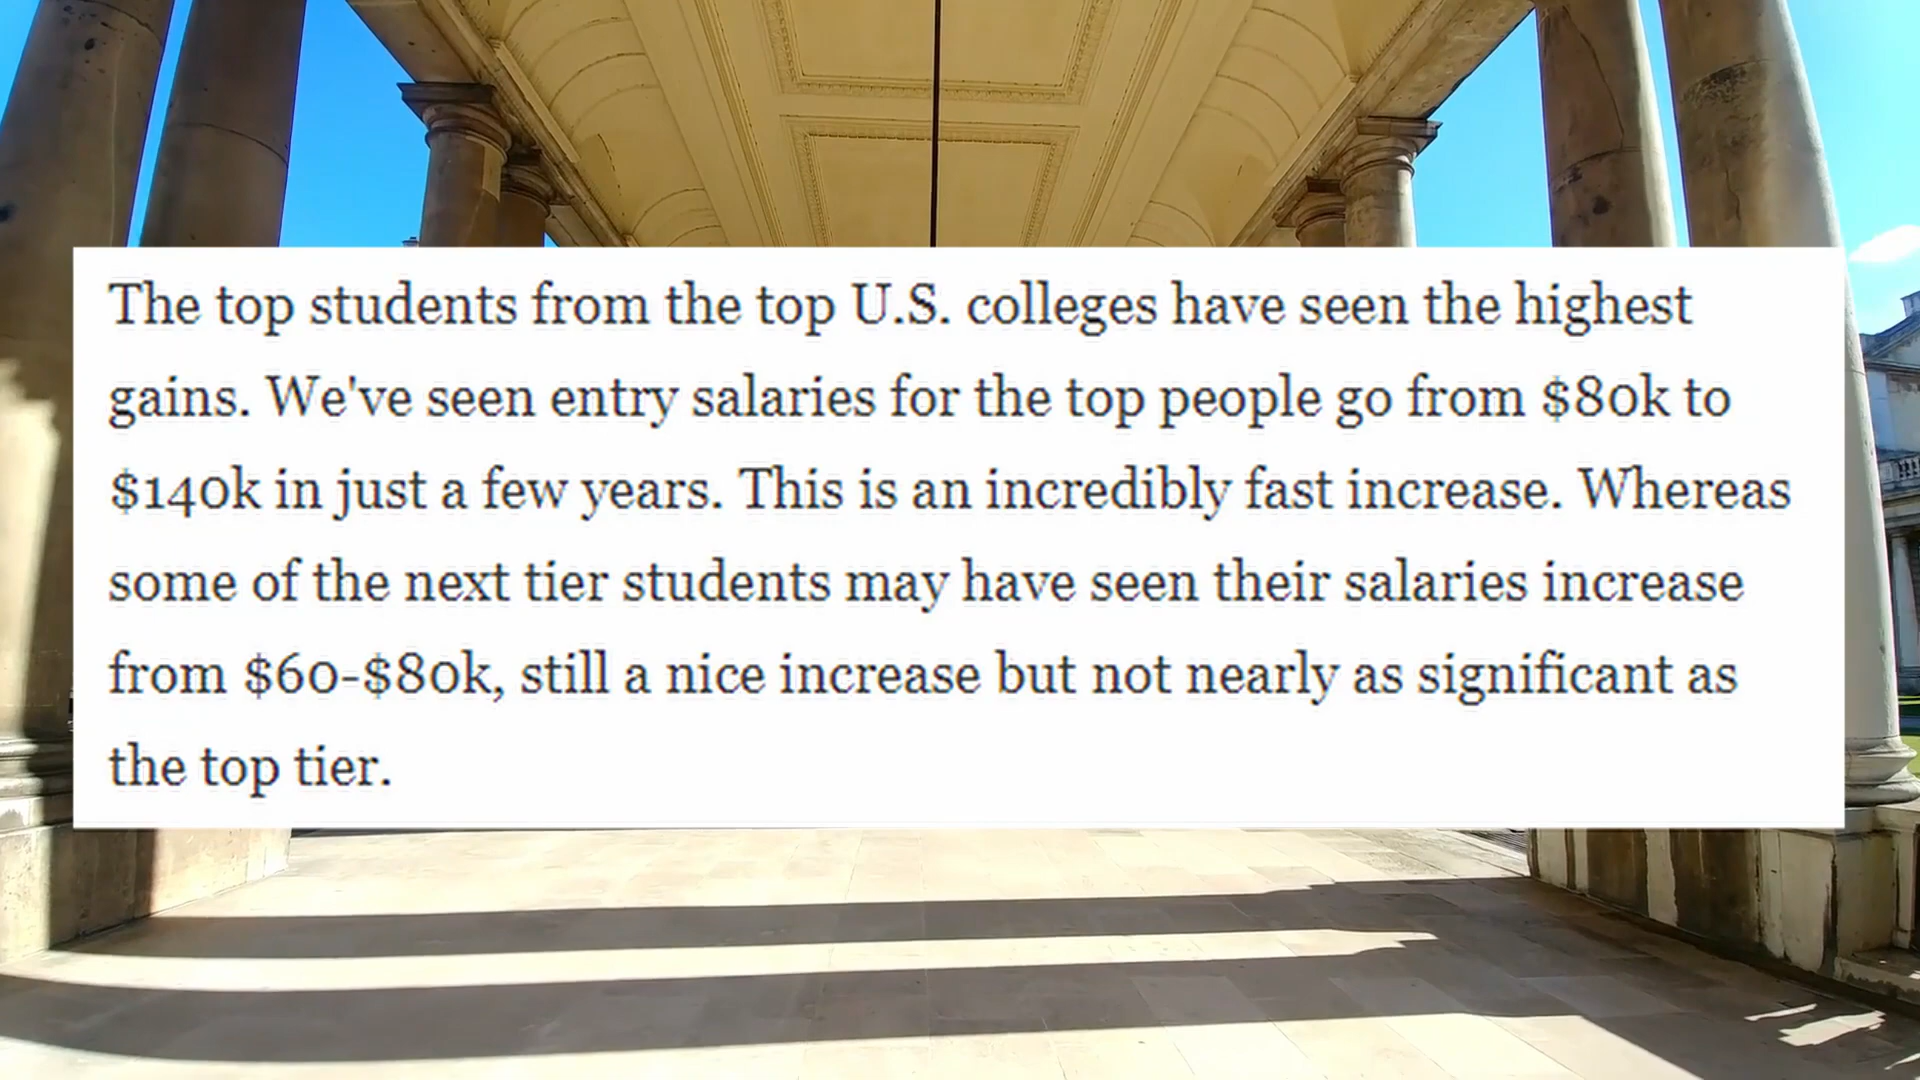 The top students from the top U.S. colleges have seen the highest
gains. We've seen entry salaries for the top people go from $80k to
$140k in just a few years. This is an incredibly fast increase. Whereas
some of the next tier students may have seen their salaries increase
from $60-$80k, still a nice increase but not nearly as significant as
the top tier.